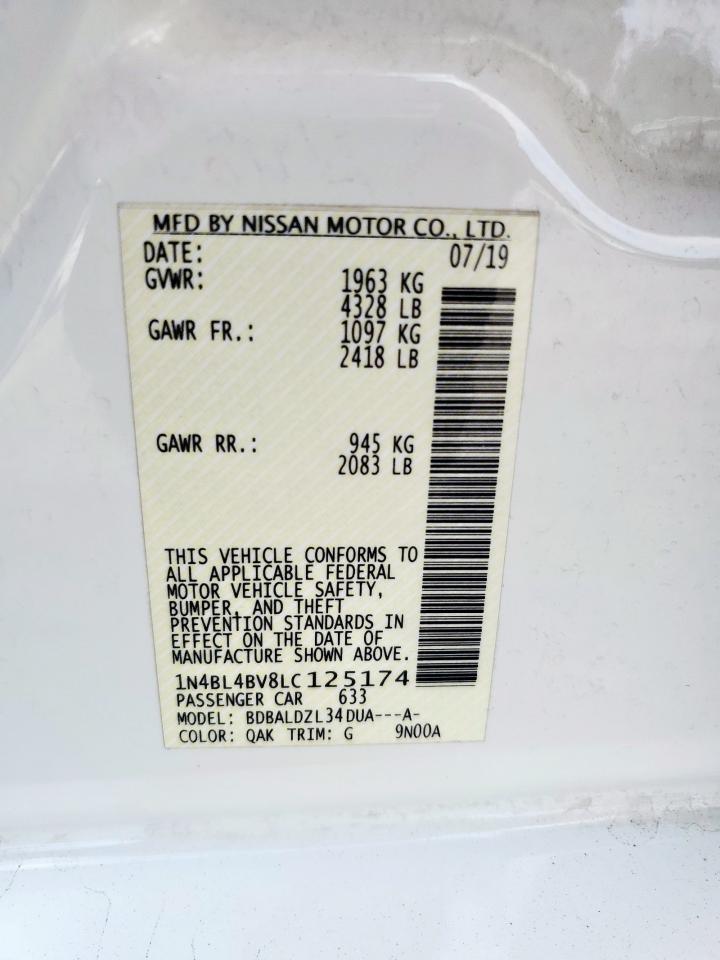 MFD BY NISSAN MOTOR CO., LTD.
DATE: 07/19
GVWR: 1963 KG
4328 LB
GAWR FR.: 1097 KG
2418 LB
GAWR RR.: 945 KG
2083 LB
THIS VEHICLE CONFORMS TO
ALL APPLICABLE FEDERAL
MOTOR VEHICLE SAFETY,
BUMPER, AND THEFT
PREVENTION STANDARDS IN
EFFECT ON THE DATE OF
MANUFACTURE SHOWN ABOVE.
1N4BL4BV8LC125174
PASSENGER CAR 633
MODEL: BDBALDZL34DUA---A-
COLOR: QAK TRIM: G 9N00A